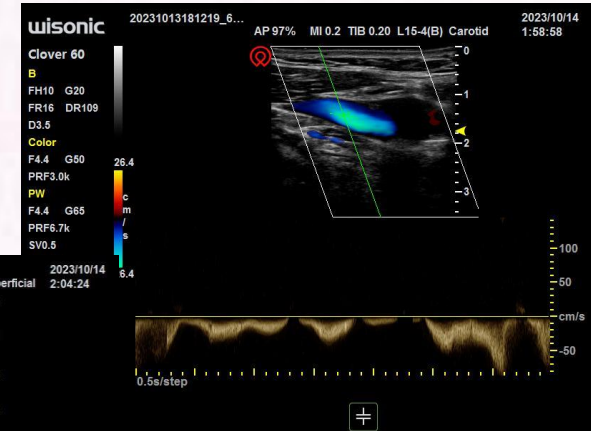 wisonic
20231013181219_6...
AP 97% MI 0.2 TIB 0.20 L15-4(B) Carotid
2023/10/14
1:58:58
Clover 60
B
FH10 G20
FR16 DR109
D3.5
Color
F4.4 G50
PRF3.0k
PW
F4.4 G65
PRF6.7k
SV0.5
26.4
c
m
/
s
6.4
0
1
2
3
2023/10/14
erficial 2:04:24
100
50
cm/s
-50
0.5s/step